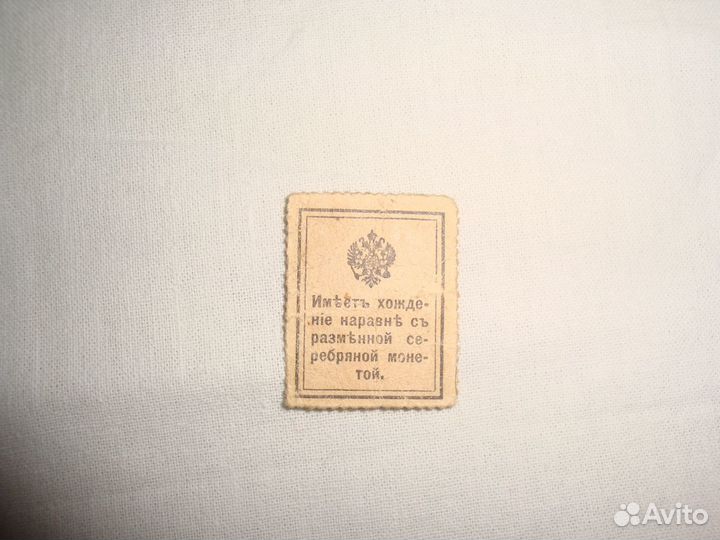 Имѣетъ хожде-
ніе наравнѣ съ
размѣнной се-
ребряной моне-
той.
Avito